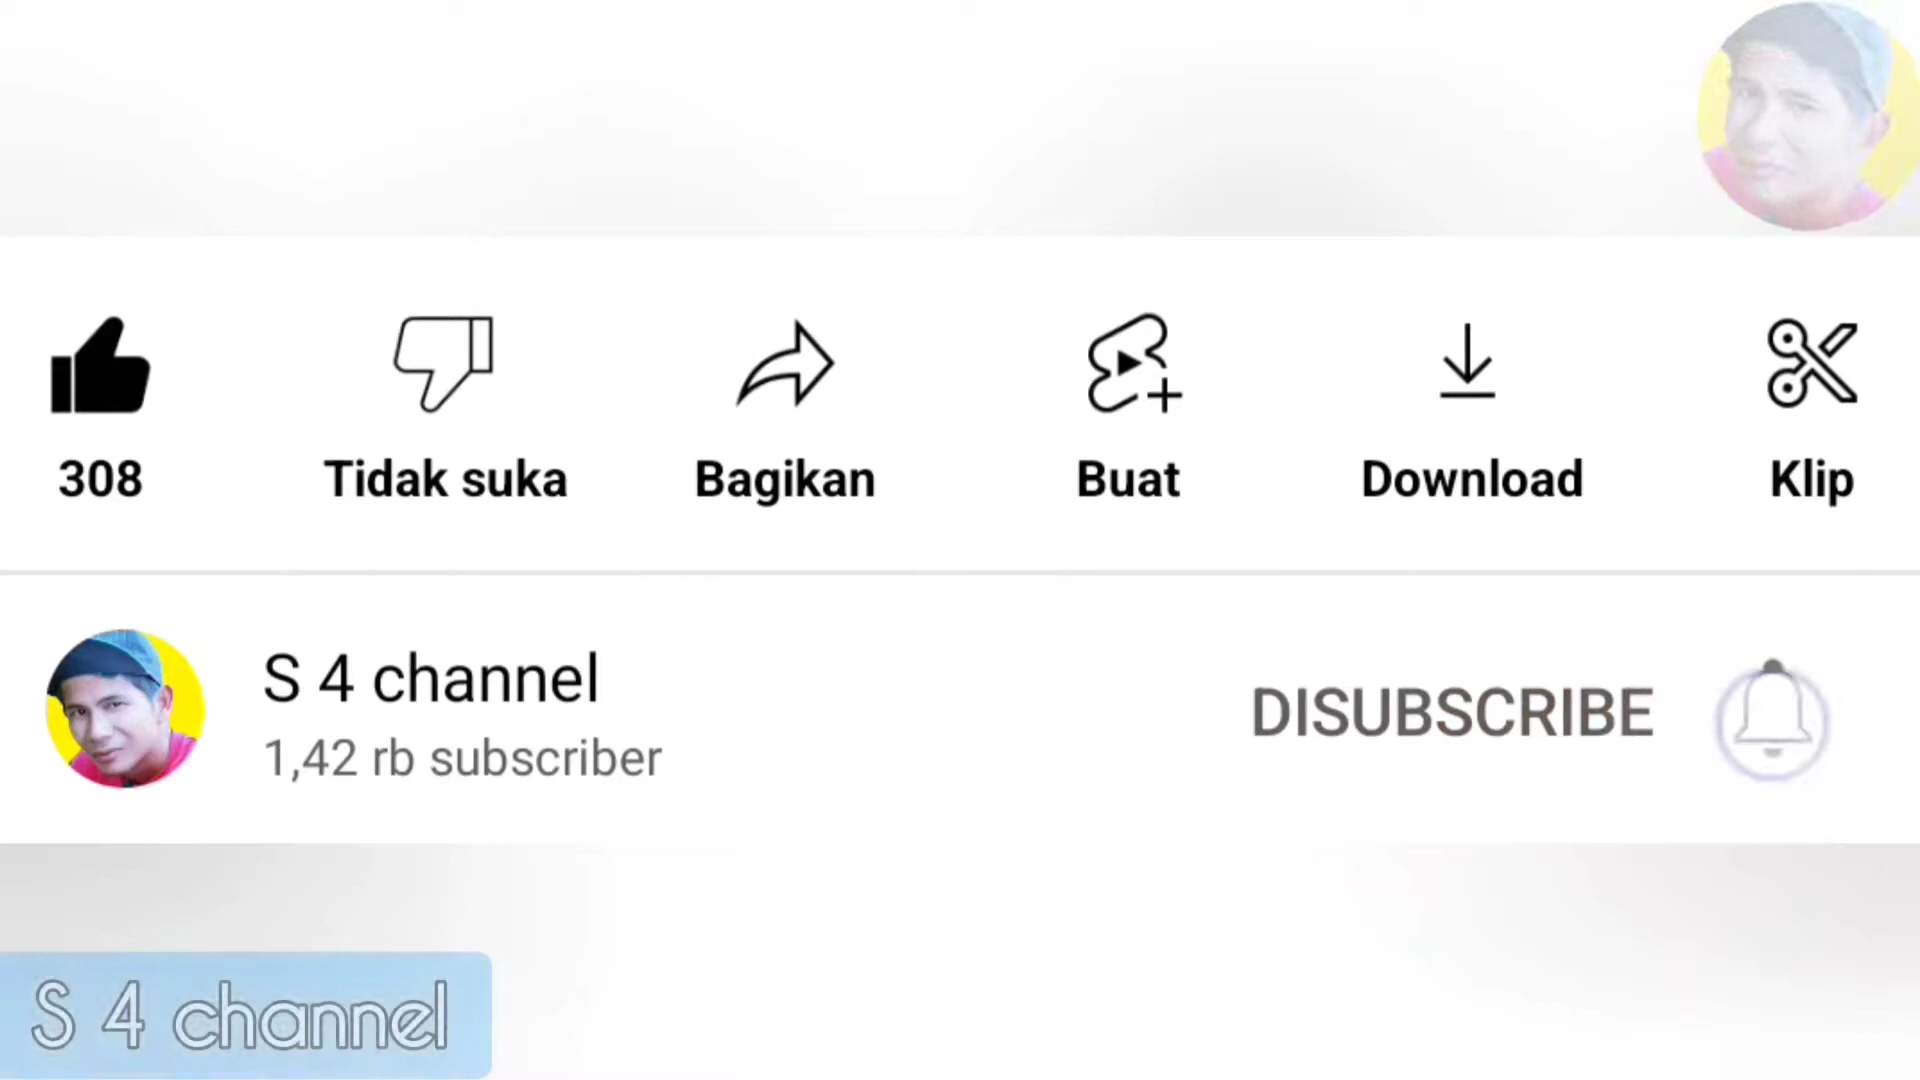 308
Tidak suka
Bagikan
Buat
Download
Klip
S 4 channel
1,42 rb subscriber
DISUBSCRIBE
S 4 channel